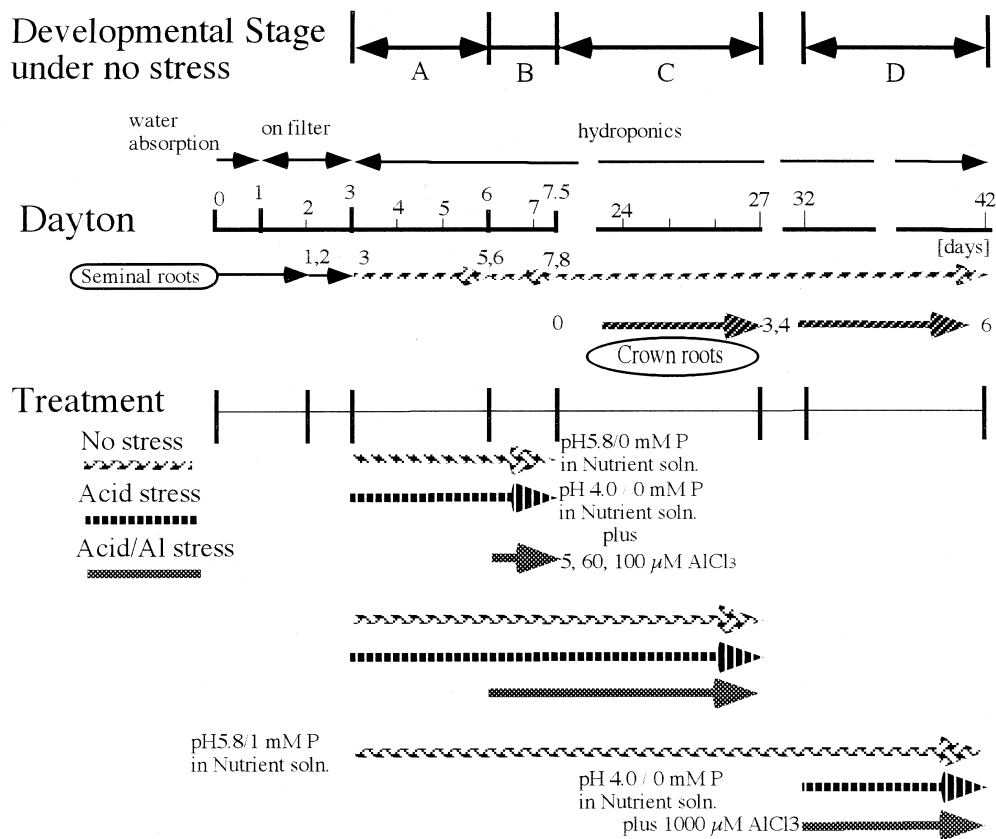 Developmental Stage
under no stress
A B C D
water
absorption
on filter
hydroponics
Dayton
0 1 2 3 4 5 6 7 7.5 24 27 32 42
[days]
Seminal roots
1,2 3 5,6 7,8
0 3,4 6
Crown roots
Treatment
No stress
Acid stress
Acid/Al stress
pH5.8/0 mM P
in Nutrient soln.
pH 4.0 / 0 mM P
in Nutrient soln.
plus
5, 60, 100 µM AlCl3
pH5.8/1 mM P
in Nutrient soln.
pH 4.0 / 0 mM P
in Nutrient soln.
plus 1000 µM AlCl3